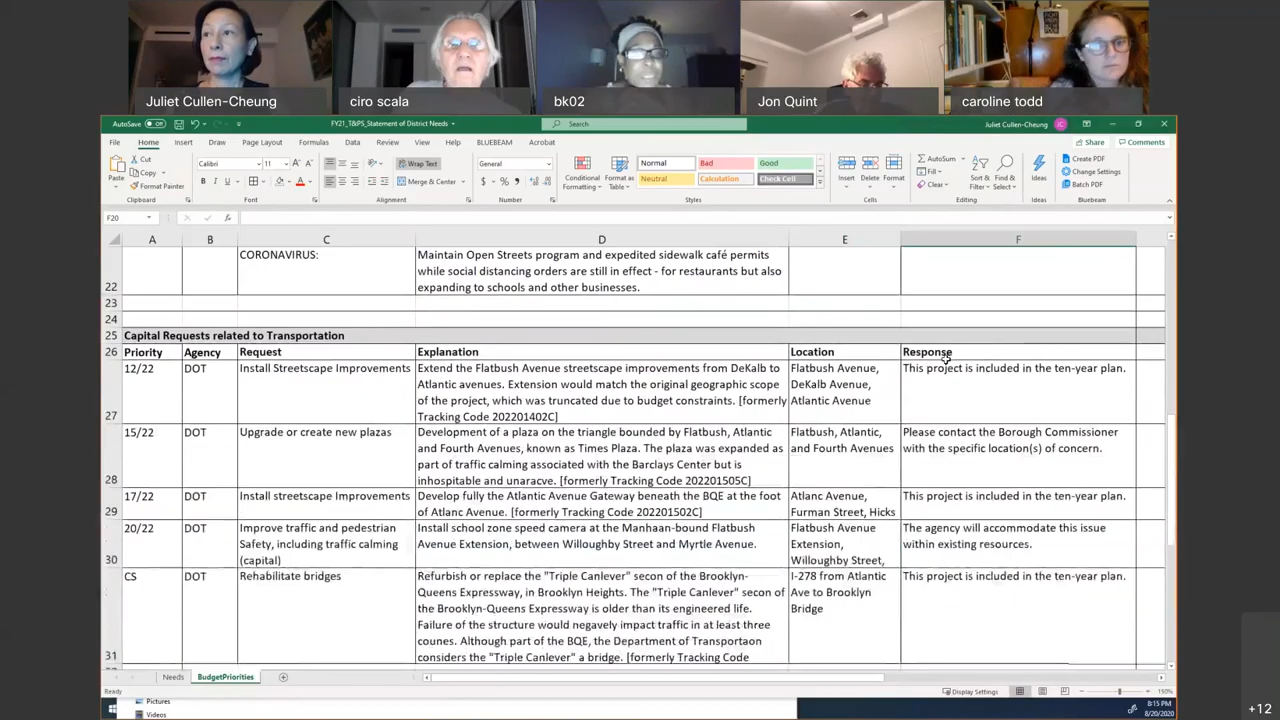 Juliet Cullen-Cheung
ciro scala
bk02
Jon Quint
caroline todd
AutoSave Off
FY21_T&PS_Statement of District Needs
Search
Juliet Cullen-Cheung JC
File Home Insert Draw Page Layout Formulas Data Review View Help BLUEBEAM Acrobat
Share Comments
Paste
Cut
Copy
Format Painter
Clipboard
Calibri 11
B I U
Font
Wrap Text
Merge & Center
Alignment
General
$ % ,
Number
Conditional Formatting
Format as Table
Normal Bad Good
Neutral Calculation Check Cell
Styles
Insert Delete Format
Cells
AutoSum
Fill
Clear
Sort & Filter
Find & Select
Editing
Ideas
Ideas
Create PDF
Change Settings
Batch PDF
Bluebeam
F20
fx
A B C D E F
22 CORONAVIRUS: Maintain Open Streets program and expedited sidewalk café permits
while social distancing orders are still in effect - for restaurants but also
expanding to schools and other businesses.
23
24
25 Capital Requests related to Transportation
26 Priority Agency Request Explanation Location Response
27 12/22 DOT Install Streetscape Improvements Extend the Flatbush Avenue streetscape improvements from DeKalb to Flatbush Avenue, This project is included in the ten-year plan.
Atlantic avenues. Extension would match the original geographic scope DeKalb Avenue,
of the project, which was truncated due to budget constraints. [formerly Atlantic Avenue
Tracking Code 202201402C]
28 15/22 DOT Upgrade or create new plazas Development of a plaza on the triangle bounded by Flatbush, Atlantic Flatbush, Atlantic, Please contact the Borough Commissioner
and Fourth Avenues, known as Times Plaza. The plaza was expanded as and Fourth Avenues with the specific location(s) of concern.
part of traffic calming associated with the Barclays Center but is
inhospitable and unaracve. [formerly Tracking Code 202201505C]
29 17/22 DOT Install streetscape Improvements Develop fully the Atlantic Avenue Gateway beneath the BQE at the foot Atlanc Avenue, This project is included in the ten-year plan.
of Atlanc Avenue. [formerly Tracking Code 202201502C] Furman Street, Hicks
30 20/22 DOT Improve traffic and pedestrian Install school zone speed camera at the Manhaan-bound Flatbush Flatbush Avenue The agency will accommodate this issue
Safety, including traffic calming Avenue Extension, between Willoughby Street and Myrtle Avenue. Extension, within existing resources.
(capital) Willoughby Street,
31 CS DOT Rehabilitate bridges Refurbish or replace the "Triple Canlever" secon of the Brooklyn- I-278 from Atlantic This project is included in the ten-year plan.
Queens Expressway, in Brooklyn Heights. The "Triple Canlever" secon of Ave to Brooklyn
the Brooklyn-Queens Expressway is older than its engineered life. Bridge
Failure of the structure would negavely impact traffic in at least three
counes. Although part of the BQE, the Department of Transportaon
considers the "Triple Canlever" a bridge. [formerly Tracking Code
Needs BudgetPriorities
Ready
Display Settings
150%
Pictures
Videos
8:15 PM
8/20/2020
+12